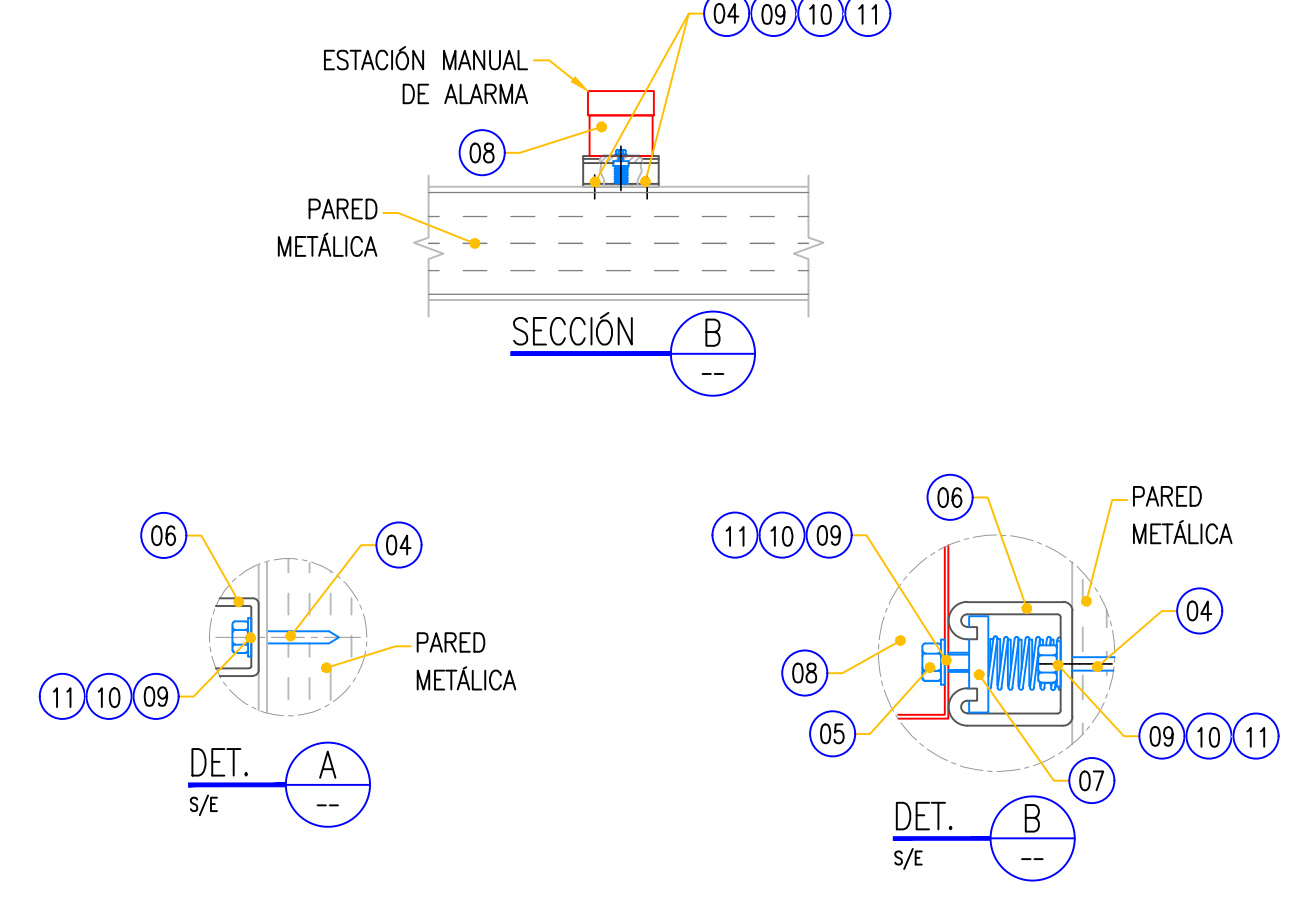 04 09 10 11
ESTACIÓN MANUAL
DE ALARMA
08
PARED
METÁLICA
SECCIÓN B
--
06
04
PARED
METÁLICA
11 10 09
DET. A
S/E --
06
PARED
METÁLICA
11 10 09
04
08
05
09 10 11
07
DET. B
S/E --